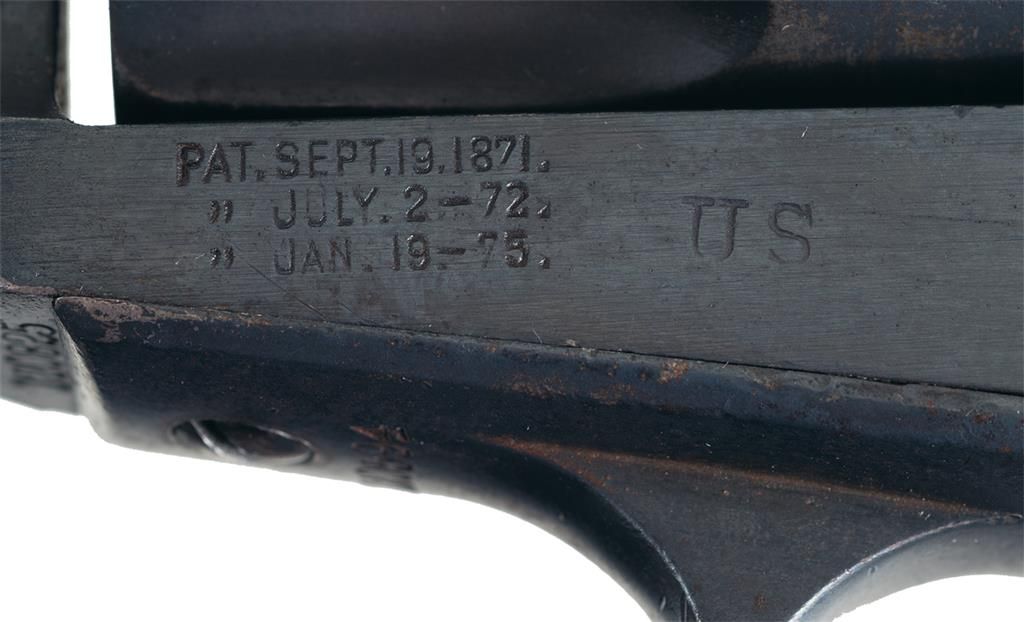 PAT. SEPT. 19. 1871.
" JULY. 2.-72.
" JAN. 19.-75.
US